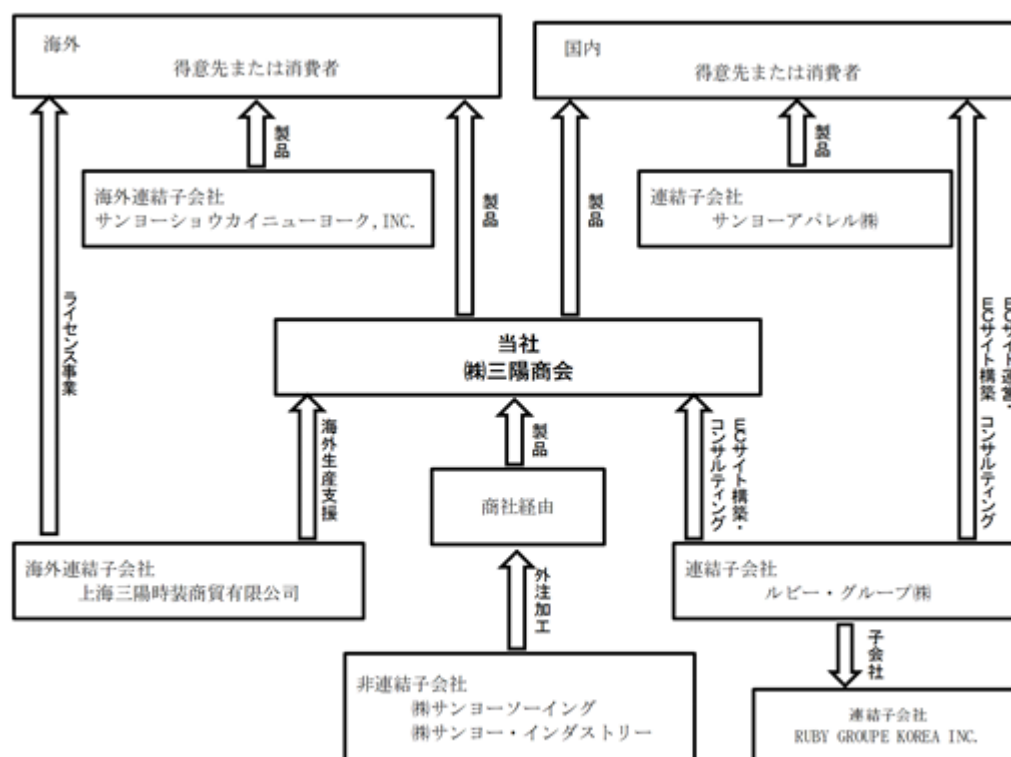 海外
得意先または消費者
国内
得意先または消費者
製品
製品
海外連結子会社
サンヨーショウカイニューヨーク,INC.
製品
製品
連結子会社
サンヨーアパレル㈱
ライセンス事業
当社
㈱三陽商会
ECサイト運営・
ECサイト構築 コンサルティング
海外生産支援
製品
ECサイト構築・
コンサルティング
商社経由
海外連結子会社
上海三陽時装商貿有限公司
外注加工
連結子会社
ルビー・グループ㈱
子会社
非連結子会社
㈱サンヨーソーイング
㈱サンヨー・インダストリー
連結子会社
RUBY GROUPE KOREA INC.